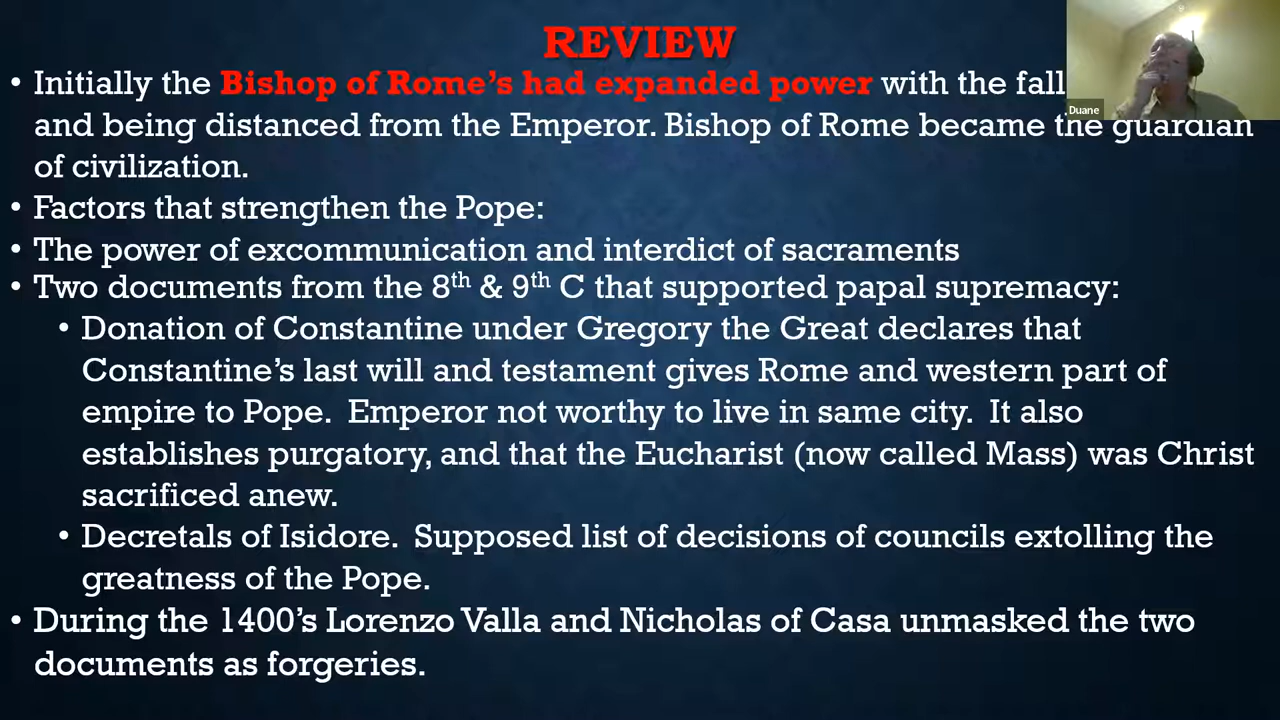 REVIEW
• Initially the Bishop of Rome's had expanded power with the fall
Duane
and being distanced from the Emperor. Bishop of Rome became the guardian
of civilization.
• Factors that strengthen the Pope:
• The power of excommunication and interdict of sacraments
• Two documents from the 8th & 9th C that supported papal supremacy:
• Donation of Constantine under Gregory the Great declares that
Constantine's last will and testament gives Rome and western part of
empire to Pope. Emperor not worthy to live in same city. It also
establishes purgatory, and that the Eucharist (now called Mass) was Christ
sacrificed anew.
• Decretals of Isidore. Supposed list of decisions of councils extolling the
greatness of the Pope.
• During the 1400's Lorenzo Valla and Nicholas of Casa unmasked the two
documents as forgeries.